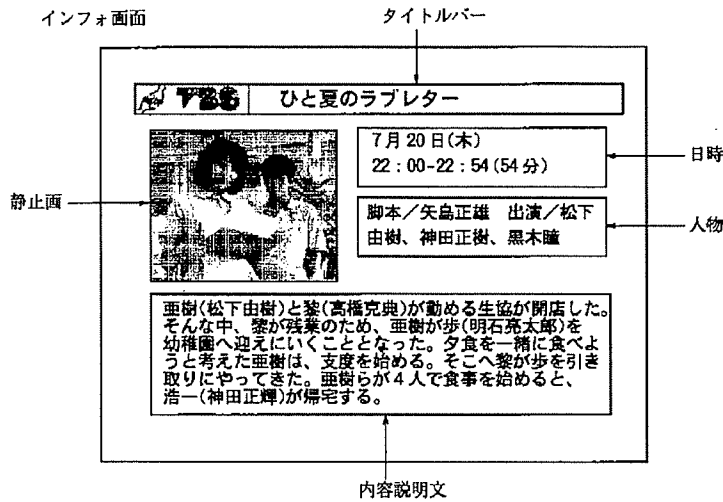 インフォ画面
タイトルバー
TBS ひと夏のラブレター
7月20日(木)
22：00-22：54(54分)
日時
静止画
脚本／矢島正雄 出演／松下
由樹、神田正樹、黒木瞳
人物
亜樹(松下由樹)と黎(高橋克典)が勤める生協が開店した。
そんな中、黎が残業のため、亜樹が歩(明石亮太郎)を
幼稚園へ迎えにいくこととなった。夕食を一緒に食べよ
うと考えた亜樹は、支度を始める。そこへ黎が歩を引き
取りにやってきた。亜樹らが4人で食事を始めると、
浩一(神田正輝)が帰宅する。
内容説明文